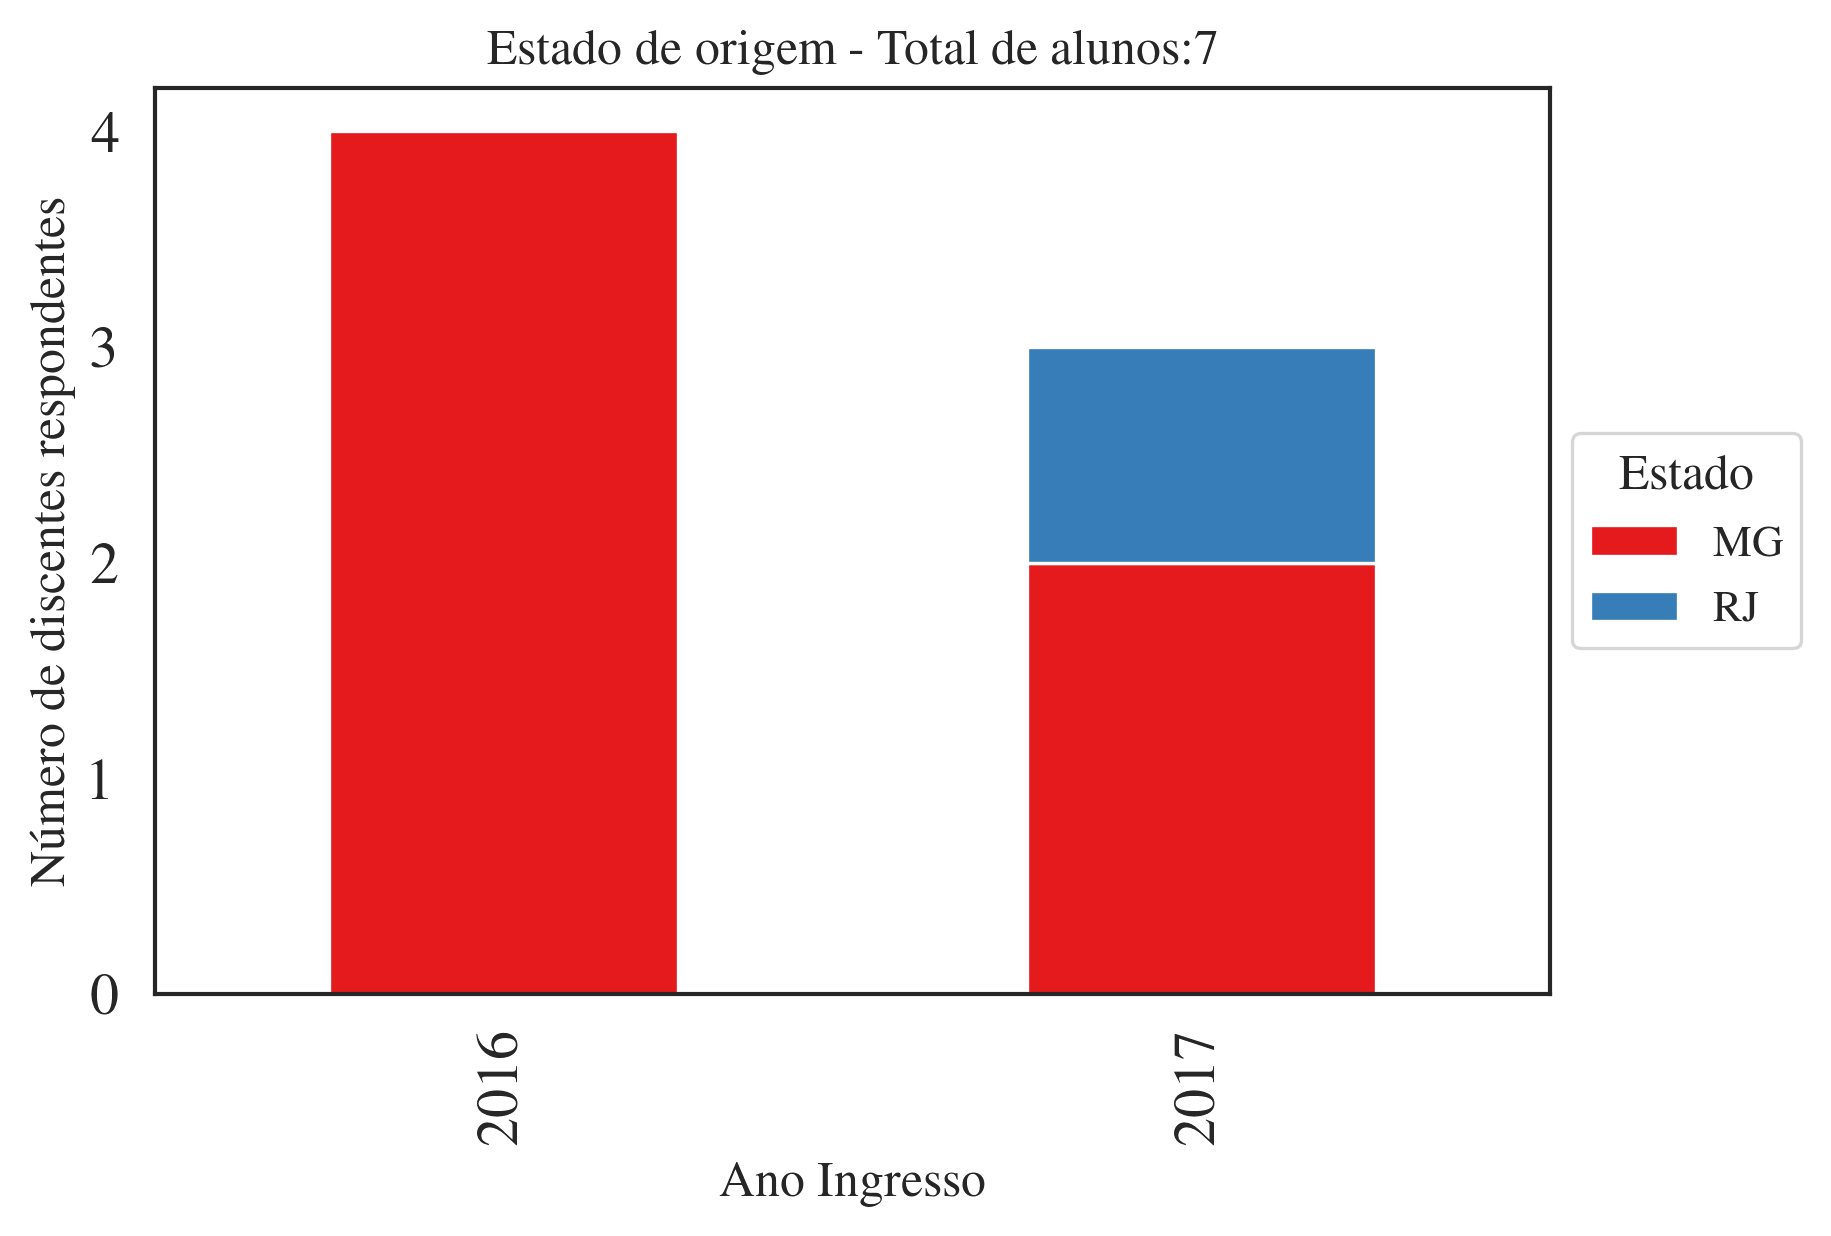 Estado de origem - Total de alunos:7
Número de discentes respondentes
4
3
2
1
0
2016
2017
Ano Ingresso
Estado
MG
RJ